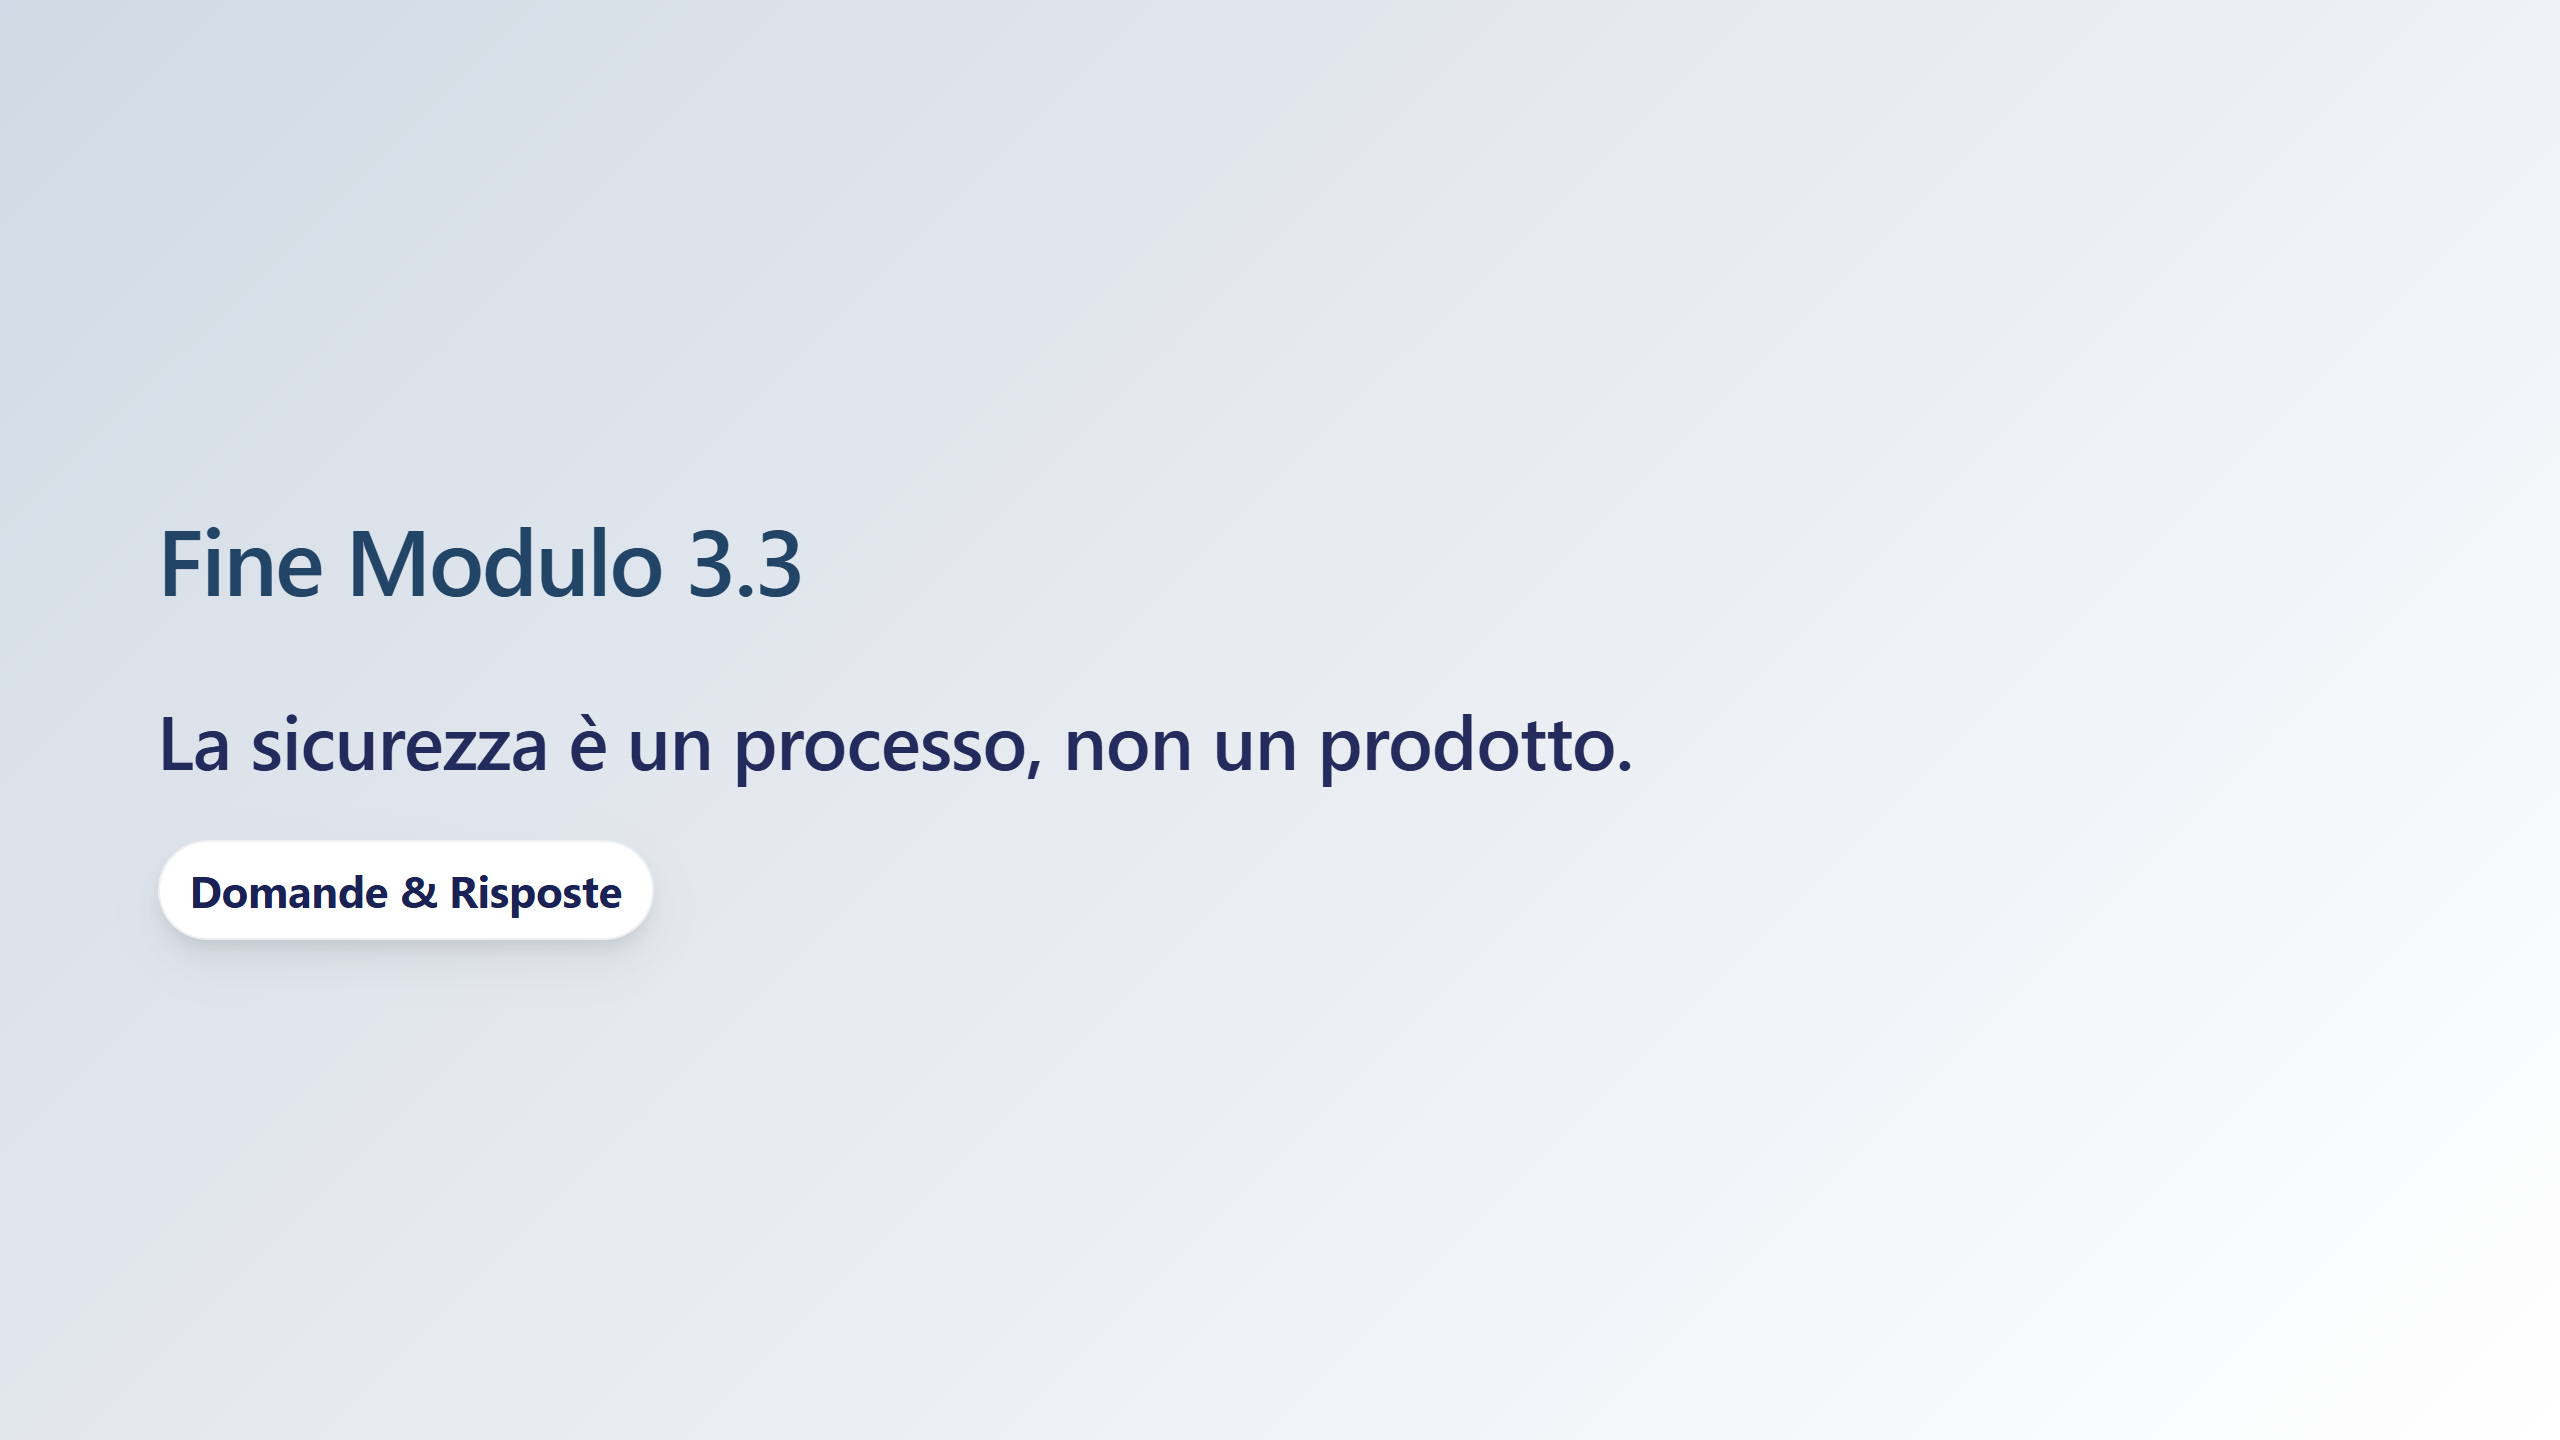 Fine Modulo 3.3
La sicurezza è un processo, non un prodotto.
Domande & Risposte